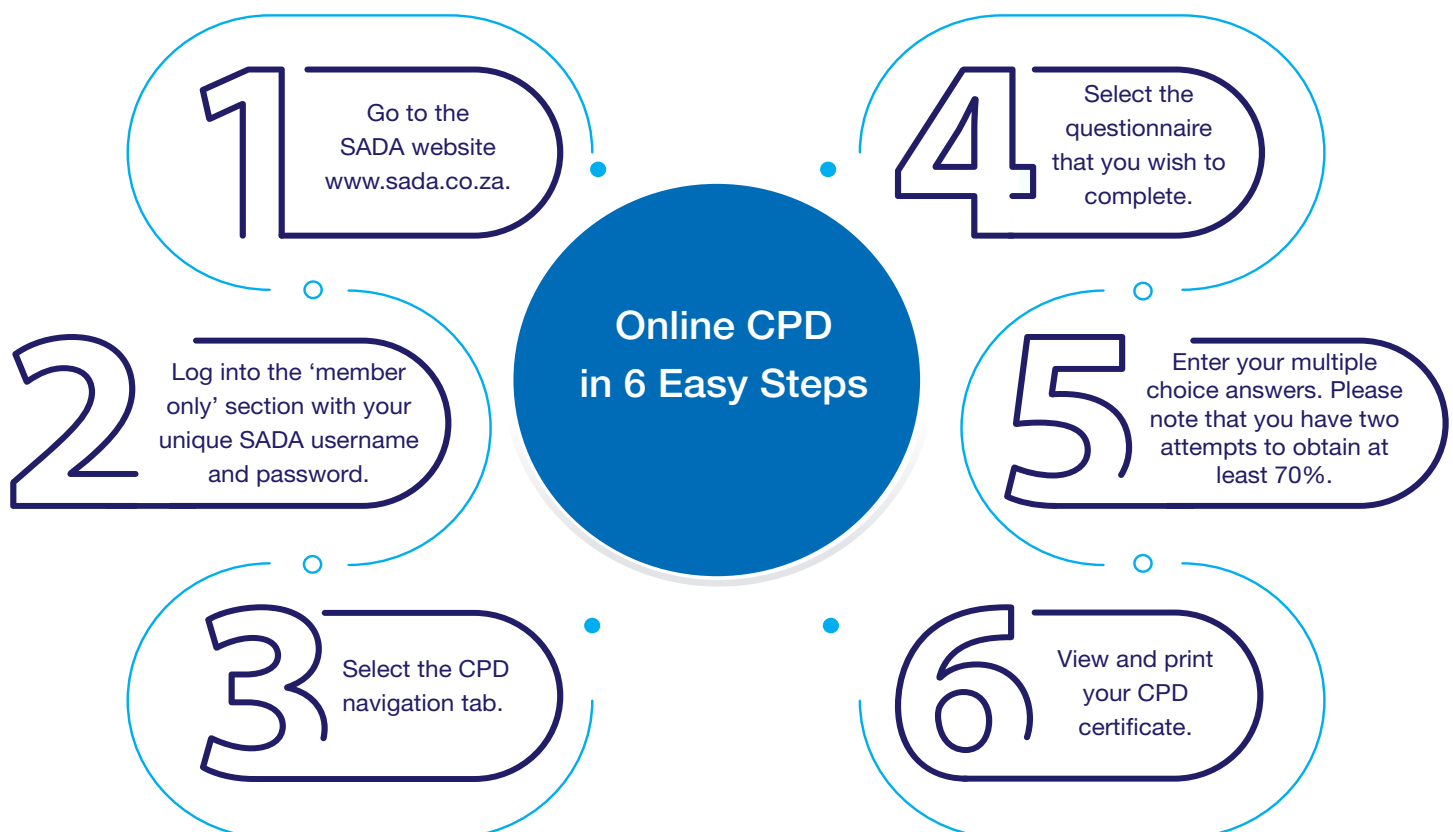 Online CPD
in 6 Easy Steps
1
Go to the
SADA website
www.sada.co.za.
2
Log into the ‘member
only’ section with your
unique SADA username
and password.
3
Select the CPD
navigation tab.
4
Select the
questionnaire
that you wish to
complete.
5
Enter your multiple
choice answers. Please
note that you have two
attempts to obtain at
least 70%.
6
View and print
your CPD
certificate.